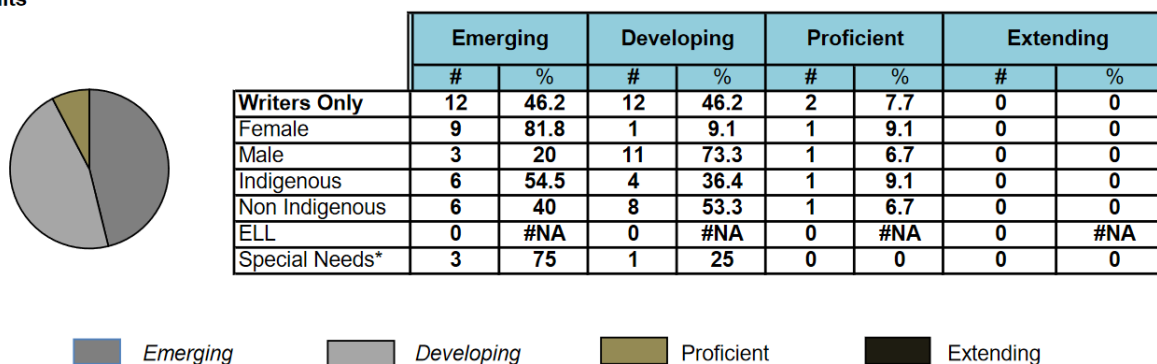 Emerging Developing Proficient Extending
# % # % # % # %
Writers Only 12 46.2 12 46.2 2 7.7 0 0
Female 9 81.8 1 9.1 1 9.1 0 0
Male 3 20 11 73.3 1 6.7 0 0
Indigenous 6 54.5 4 36.4 1 9.1 0 0
Non Indigenous 6 40 8 53.3 1 6.7 0 0
ELL 0 #NA 0 #NA 0 #NA 0 #NA
Special Needs* 3 75 1 25 0 0 0 0
Emerging Developing Proficient Extending